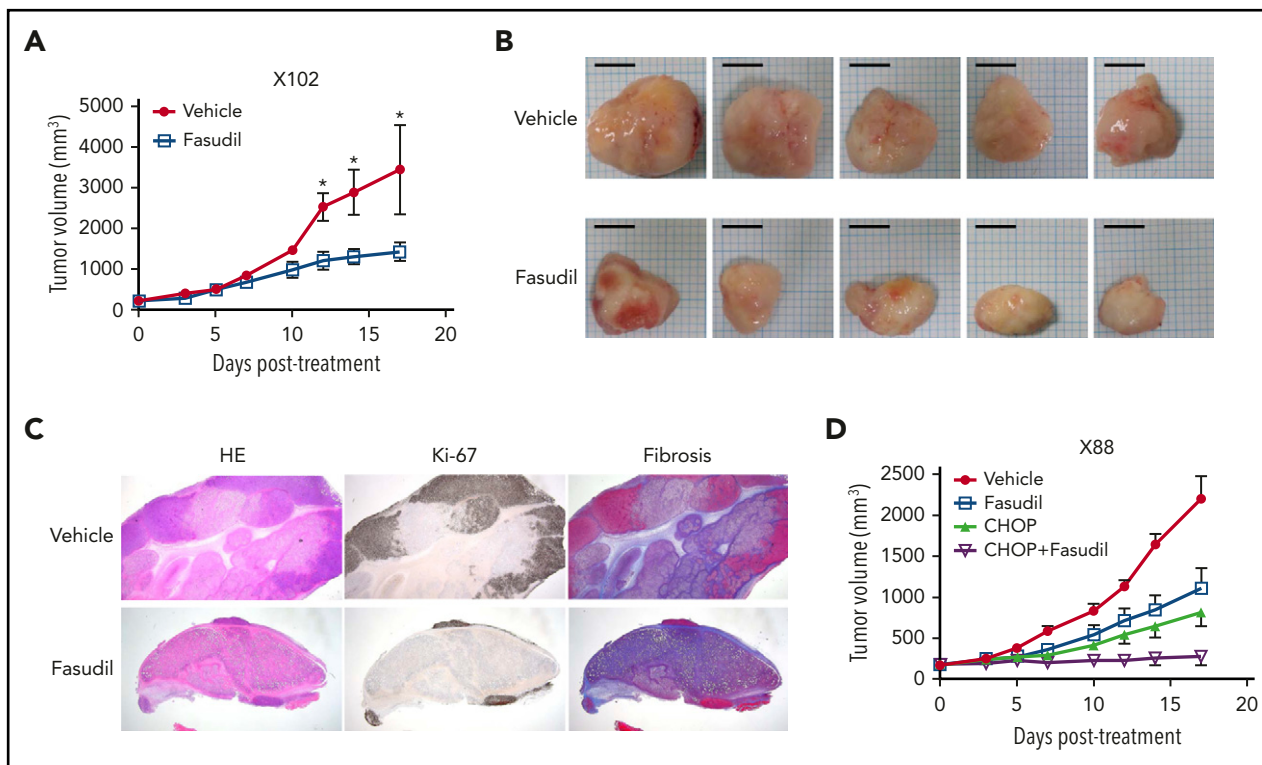 A
X102
Tumor volume (mm³)
5000
4000
3000
2000
1000
0
Vehicle
Fasudil
*
*
*
0 5 10 15 20
Days post-treatment
B
Vehicle
Fasudil
C
HE Ki-67 Fibrosis
Vehicle
Fasudil
D
X88
Tumor volume (mm³)
2500
2000
1500
1000
500
0
Vehicle
Fasudil
CHOP
CHOP+Fasudil
0 5 10 15 20
Days post-treatment